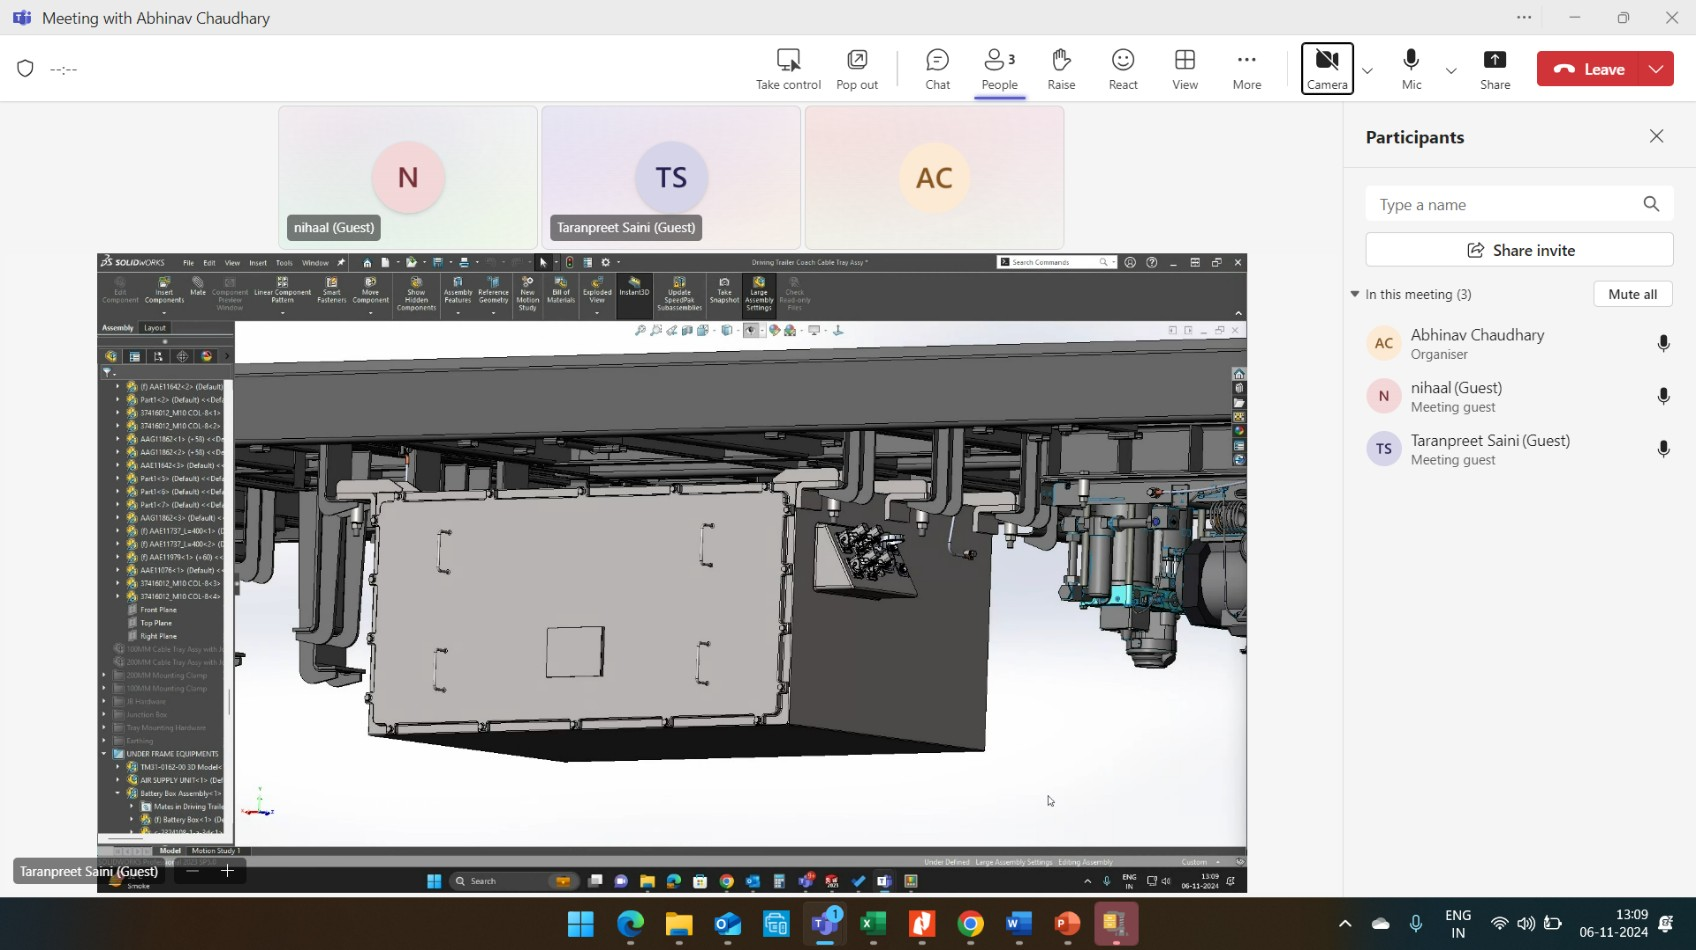 Meeting with Abhinav Chaudhary
--:--
Take control
Pop out
Chat
3
People
Raise
React
View
More
Camera
Mic
Share
Leave
N
nihaal (Guest)
TS
Taranpreet Saini (Guest)
AC
Participants
Type a name
Share invite
In this meeting (3)
Mute all
AC
Abhinav Chaudhary
Organiser
N
nihaal (Guest)
Meeting guest
TS
Taranpreet Saini (Guest)
Meeting guest
SOLIDWORKS
File Edit View Insert Tools Window
Driving Trailer Coach Cable Tray Assy *
Search Commands
Edit Component
Insert Components
Mate
Component Preview Window
Linear Component Pattern
Smart Fasteners
Move Component
Show Hidden Components
Assembly Features
Reference Geometry
New Motion Study
Bill of Materials
Exploded View
Instant3D
Update SpeedPak Subassemblies
Take Snapshot
Large Assembly Settings
Check Read-only Files
Assembly Layout
(f) AAE11642<2> (Default)
Part1<2> (Default) <<Defa
37416012_M10 COL-8<1>
37416012_M10 COL-8<2>
AAG11862<1> (+58) <<De
AAG11862<2> (+58) <<De
AAE11642<3> (Default) <<
Part1<5> (Default) <<Defa
Part1<6> (Default) <<Defa
Part1<7> (Default) <<Defa
AAG11862<3> (Default) <
(f) AAE11737_L=400<1> (D
(f) AAE11737_L=400<2> (D
(f) AAE11979<1> (+60) <<
AAE11076<1> (Default) <<
37416012_M10 COL-8<3>
37416012_M10 COL-8<4>
Front Plane
Top Plane
Right Plane
100MM Cable Tray Assy with J
200MM Cable Tray Assy with J
200MM Mounting Clamp
100MM Mounting Clamp
JB Hardware
Junction Box
Tray Mounting Hardware
Earthing
UNDER FRAME EQUIPMENTS
TM31-0162-00 3D Model<
AIR SUPPLY UNIT<1> (Def
Battery Box Assembly<1>
Mates in Driving Traile
(f) Battery Box<1> (De
Model Motion Study 1
Under Defined Large Assembly Settings Editing Assembly Custom
Taranpreet Saini (Guest)
Smoke
Search
ENG
IN
13:09
06-11-2024
1
ENG
IN
13:09
06-11-2024